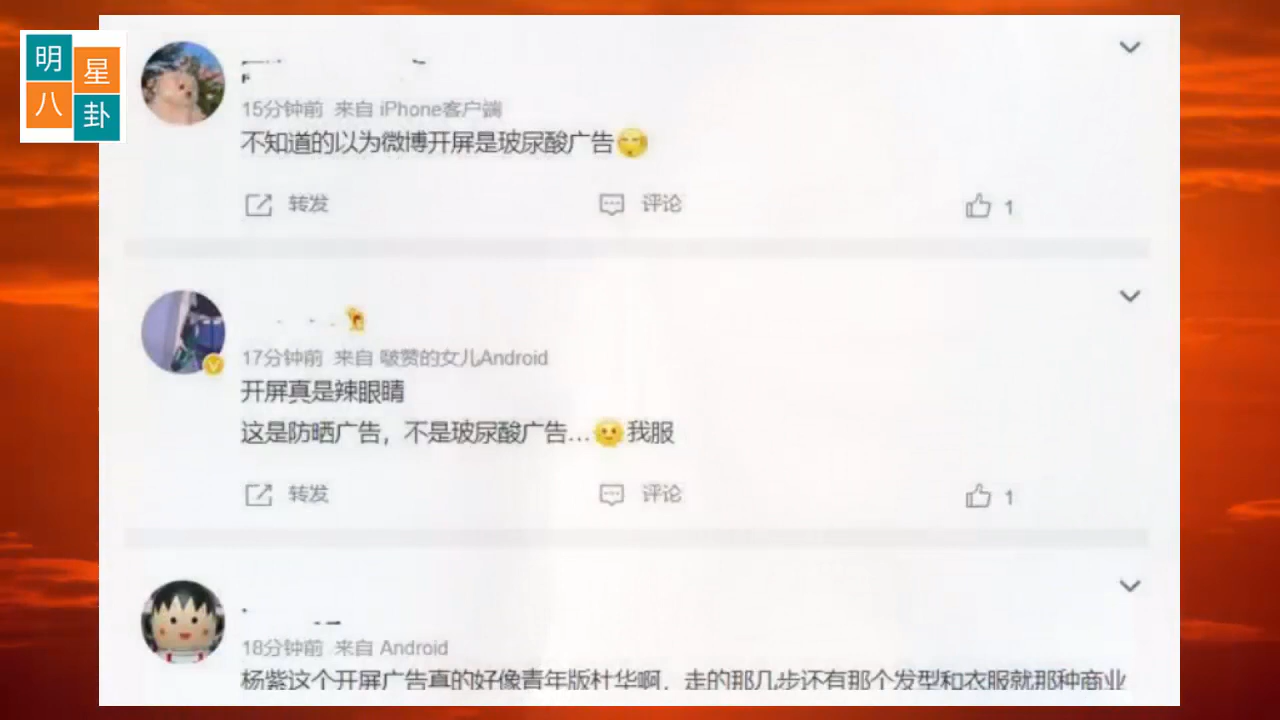 明星八卦
15分钟前 来自 iPhone客户端
不知道的以为微博开屏是玻尿酸广告
转发
评论
1
17分钟前 来自 啵赞的女儿Android
开屏真是辣眼睛
这是防晒广告，不是玻尿酸广告...我服
转发
评论
1
18分钟前 来自 Android
杨紫这个开屏广告真的好像青年版杜华啊，走的那几步还有那个发型和衣服就那种商业